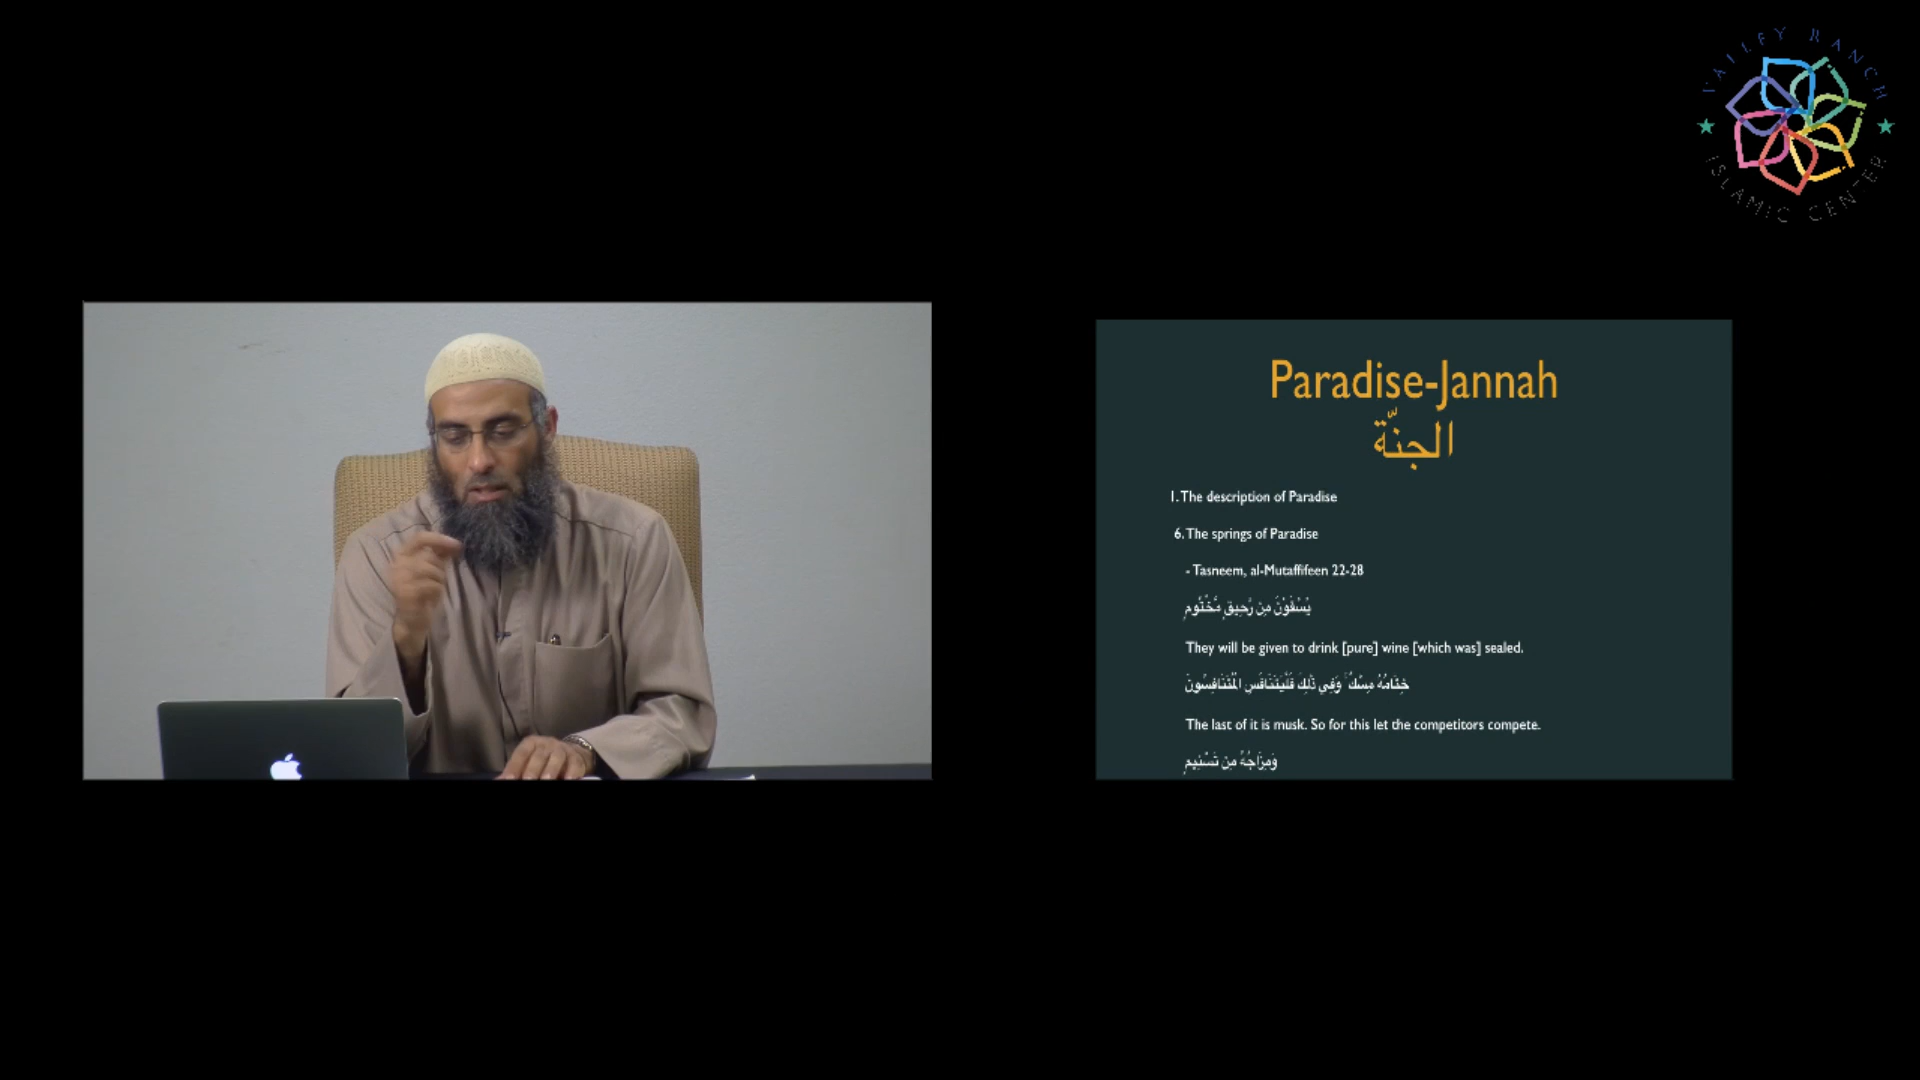 VALLEY RANCH
ISLAMIC CENTER
Paradise-Jannah
الجنّة
1. The description of Paradise
6. The springs of Paradise
- Tasneem, al-Mutaffifeen 22-28
يُسْقَوْنَ مِن رَّحِيقٍ مَّخْتُومٍ
They will be given to drink [pure] wine [which was] sealed.
خِتَامُهُ مِسْكٌ ۚ وَفِي ذَٰلِكَ فَلْيَتَنَافَسِ الْمُتَنَافِسُونَ
The last of it is musk. So for this let the competitors compete.
وَمِزَاجُهُ مِن تَسْنِيمٍ